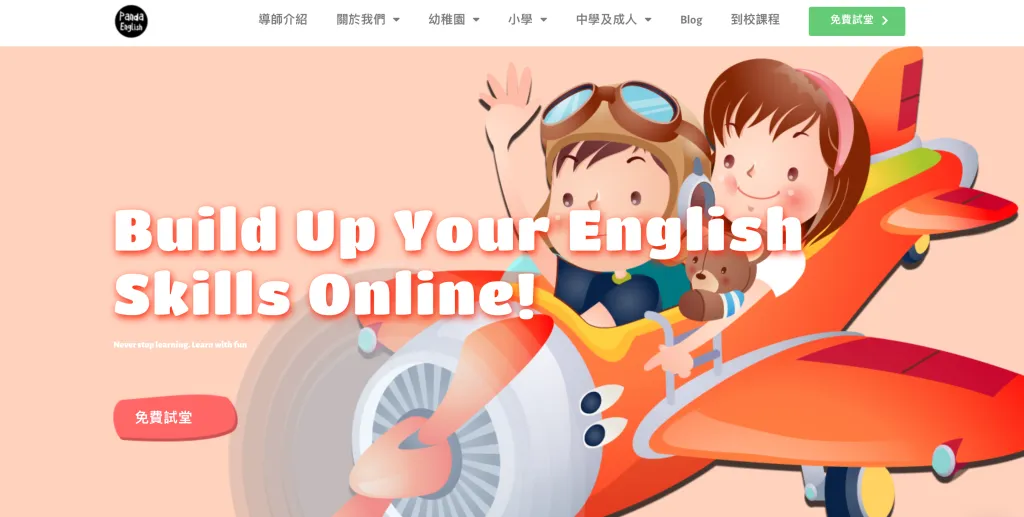 Panda
English
導師介紹 關於我們 幼稚園 小學 中學及成人 Blog 到校課程 免費試堂
Build Up Your English
Skills Online!
Never stop learning. Learn with fun
免費試堂